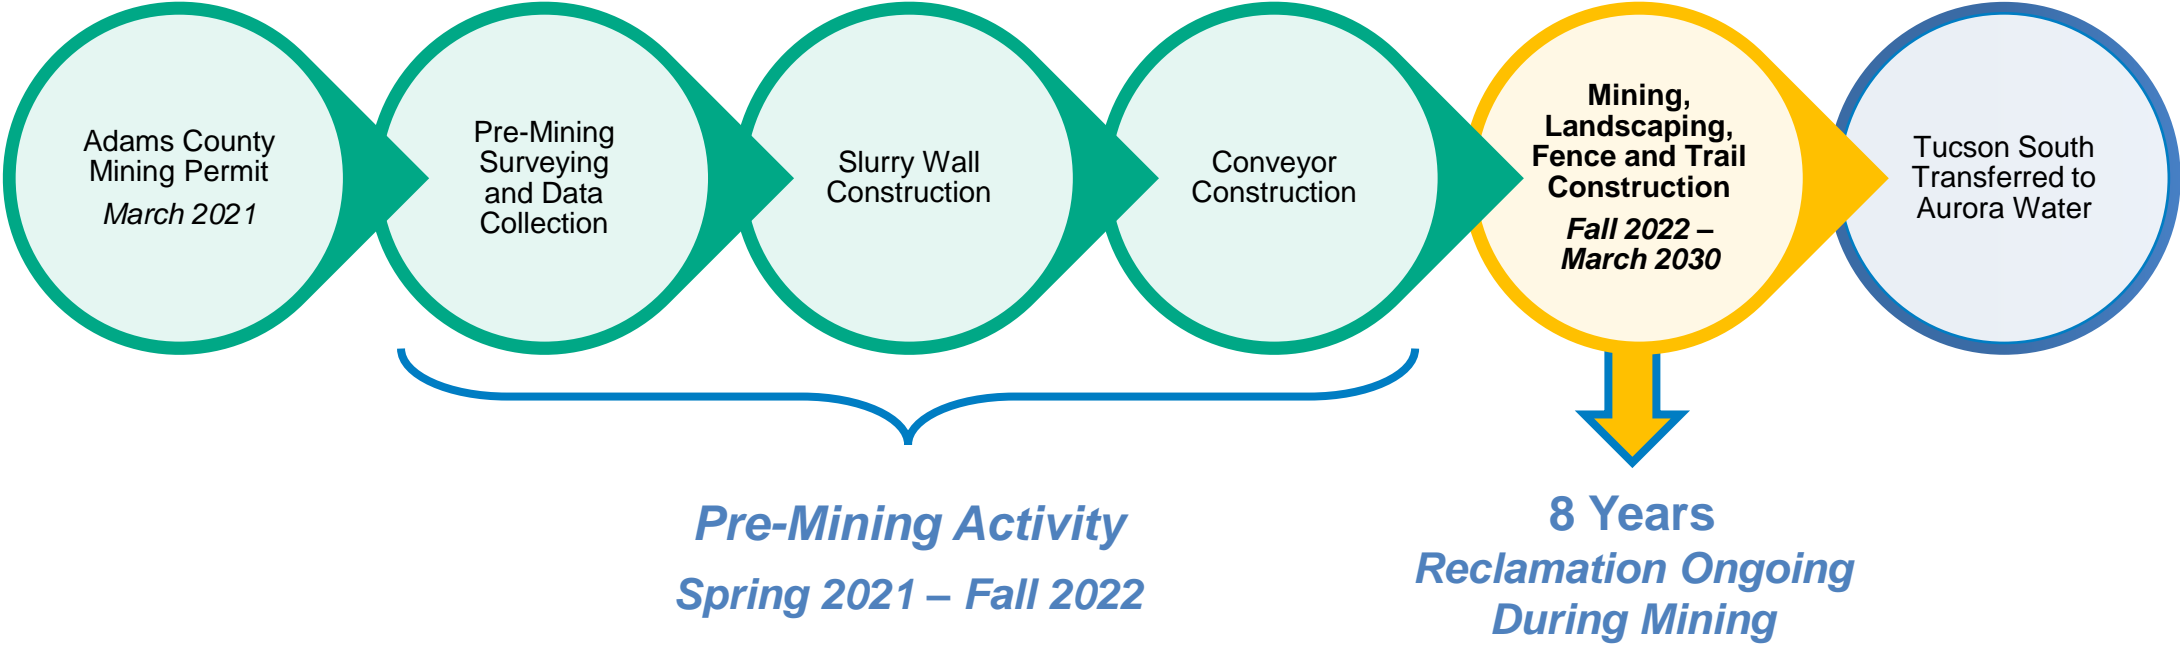 Adams County
Mining Permit
March 2021
Pre-Mining
Surveying
and Data
Collection
Slurry Wall
Construction
Conveyor
Construction
Mining,
Landscaping,
Fence and Trail
Construction
Fall 2022 –
March 2030
Tucson South
Transferred to
Aurora Water
Pre-Mining Activity
Spring 2021 – Fall 2022
8 Years
Reclamation Ongoing
During Mining